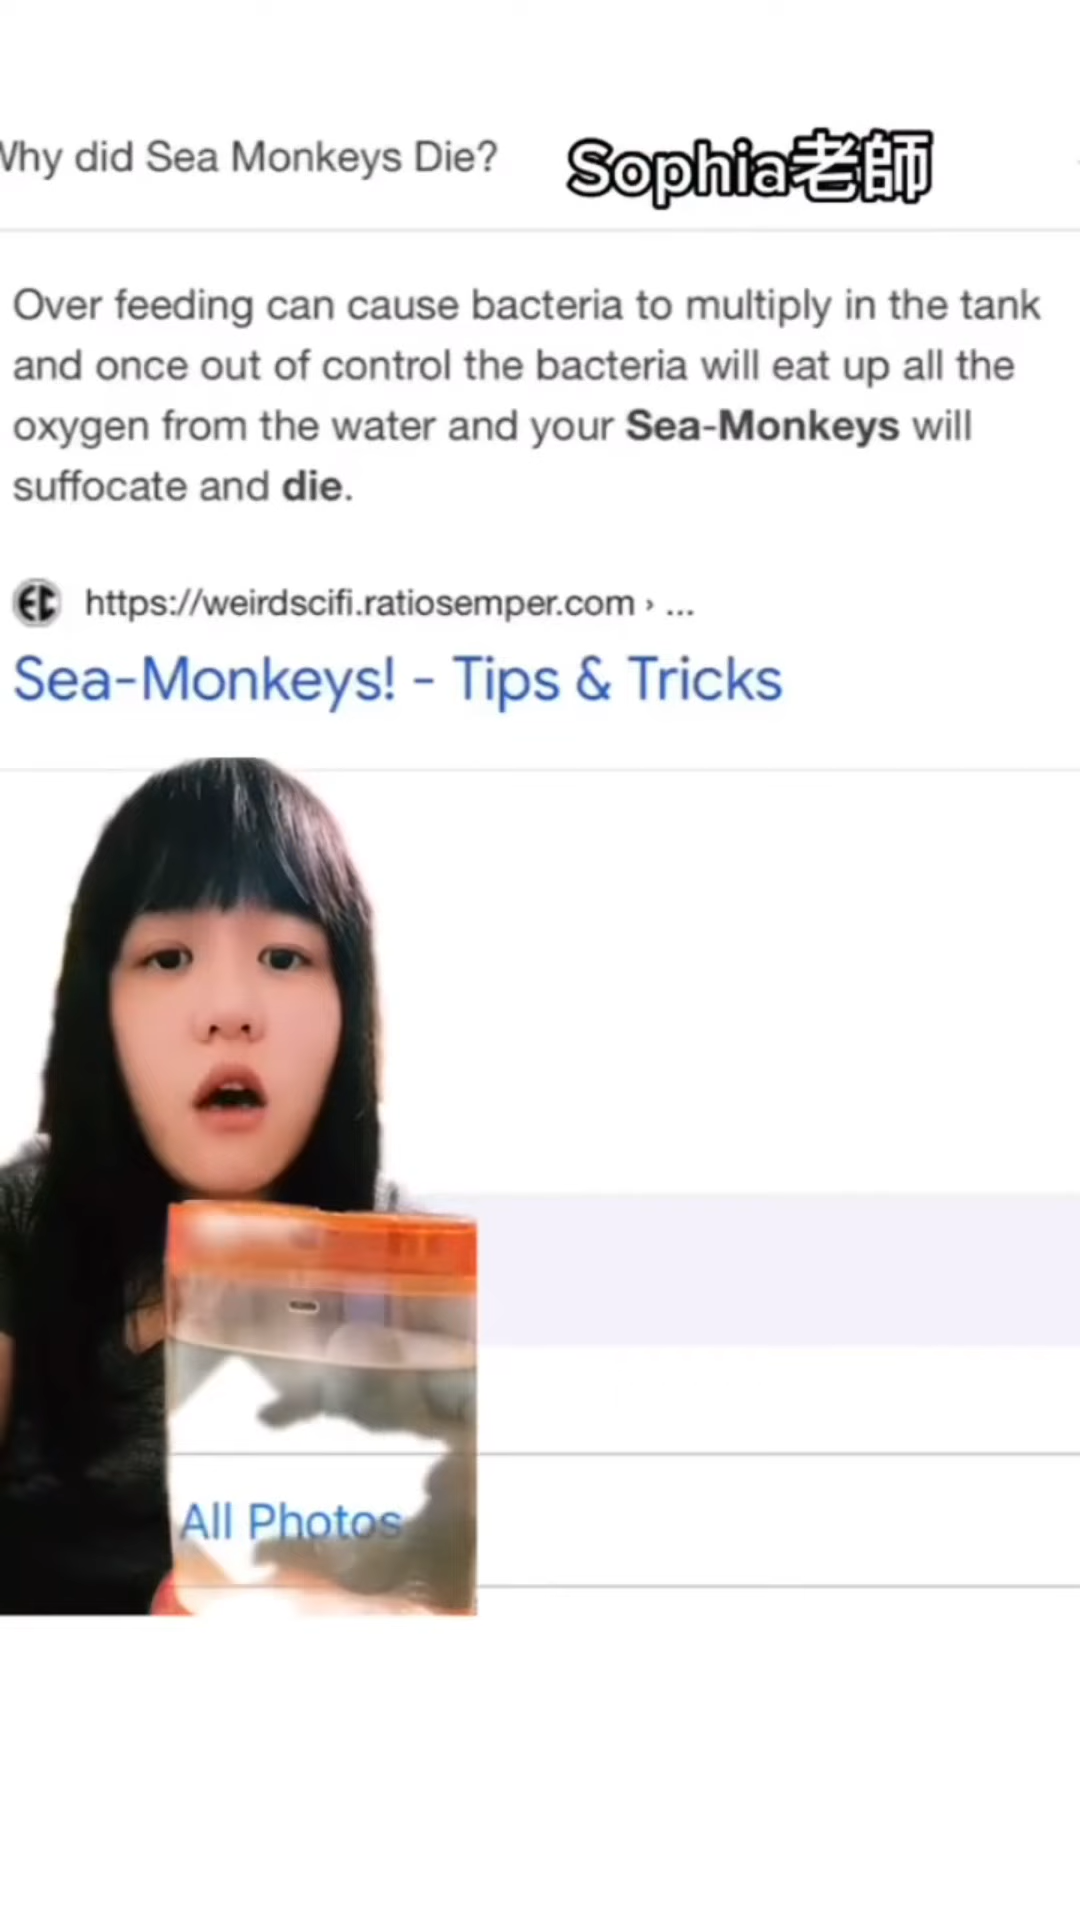 Why did Sea Monkeys Die?
Sophia老師
Over feeding can cause bacteria to multiply in the tank
and once out of control the bacteria will eat up all the
oxygen from the water and your Sea-Monkeys will
suffocate and die.
https://weirdscifi.ratiosemper.com › ...
Sea-Monkeys! - Tips & Tricks
All Photos